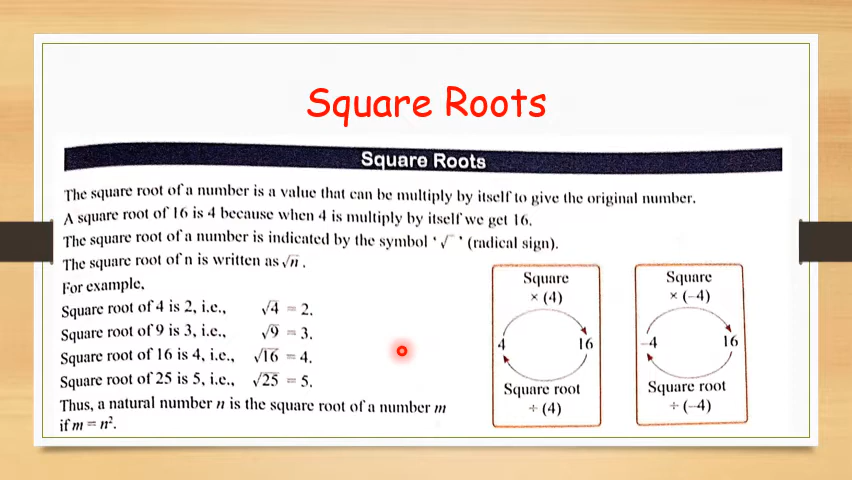 Square Roots
Square Roots
The square root of a number is a value that can be multiply by itself to give the original number.
A square root of 16 is 4 because when 4 is multiply by itself we get 16.
The square root of a number is indicated by the symbol ' √ ' (radical sign).
The square root of n is written as √n .
For example,
Square root of 4 is 2, i.e., √4 = 2.
Square root of 9 is 3, i.e., √9 = 3.
Square root of 16 is 4, i.e., √16 = 4.
Square root of 25 is 5, i.e., √25 = 5.
Thus, a natural number n is the square root of a number m
if m = n².
Square
× (4)
4 16
Square root
÷ (4)
Square
× (–4)
–4 16
Square root
÷ (–4)